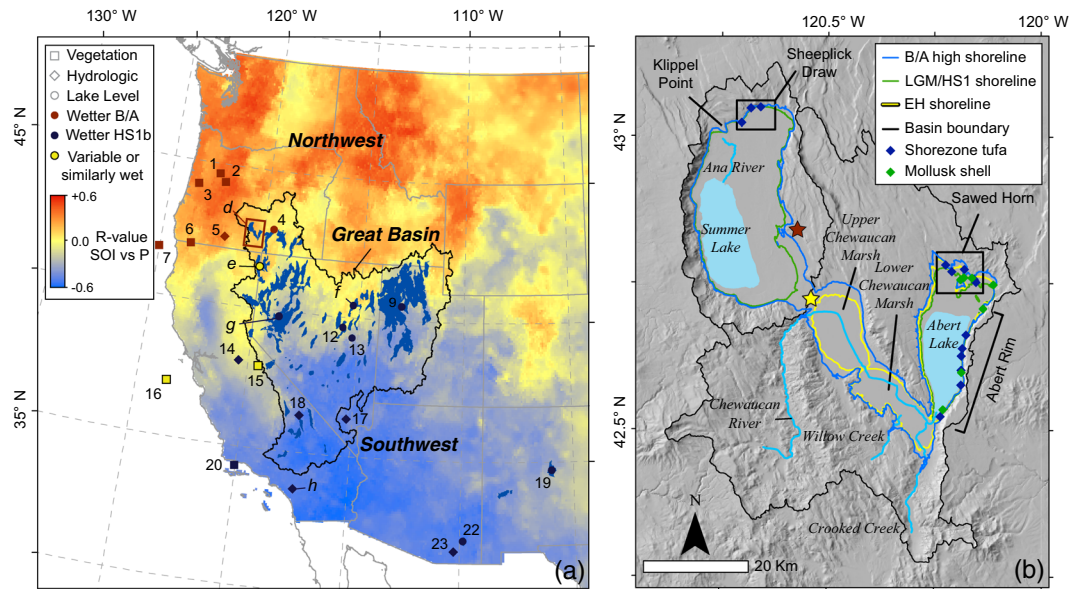 130° W
120° W
110° W
45° N
35° N
Vegetation
Hydrologic
Lake Level
Wetter B/A
Wetter HS1b
Variable or
similarly wet
+0.6
0.0
-0.6
R-value
SOI vs P
Northwest
Great Basin
Southwest
1
2
3
d
4
5
6
7
e
9
g
12
13
14
15
16
18
17
20
h
19
22
23
(a)
120.5° W
120° W
43° N
42.5° N
Klippel
Point
Sheeplick
Draw
B/A high shoreline
LGM/HS1 shoreline
EH shoreline
Basin boundary
Shorezone tufa
Mollusk shell
Ana River
Summer
Lake
Upper
Chewaucan
Marsh
Lower
Chewaucan
Marsh
Sawed Horn
Abert
Lake
Abert Rim
Chewaucan
River
Willow Creek
Crooked Creek
N
20 Km
(b)